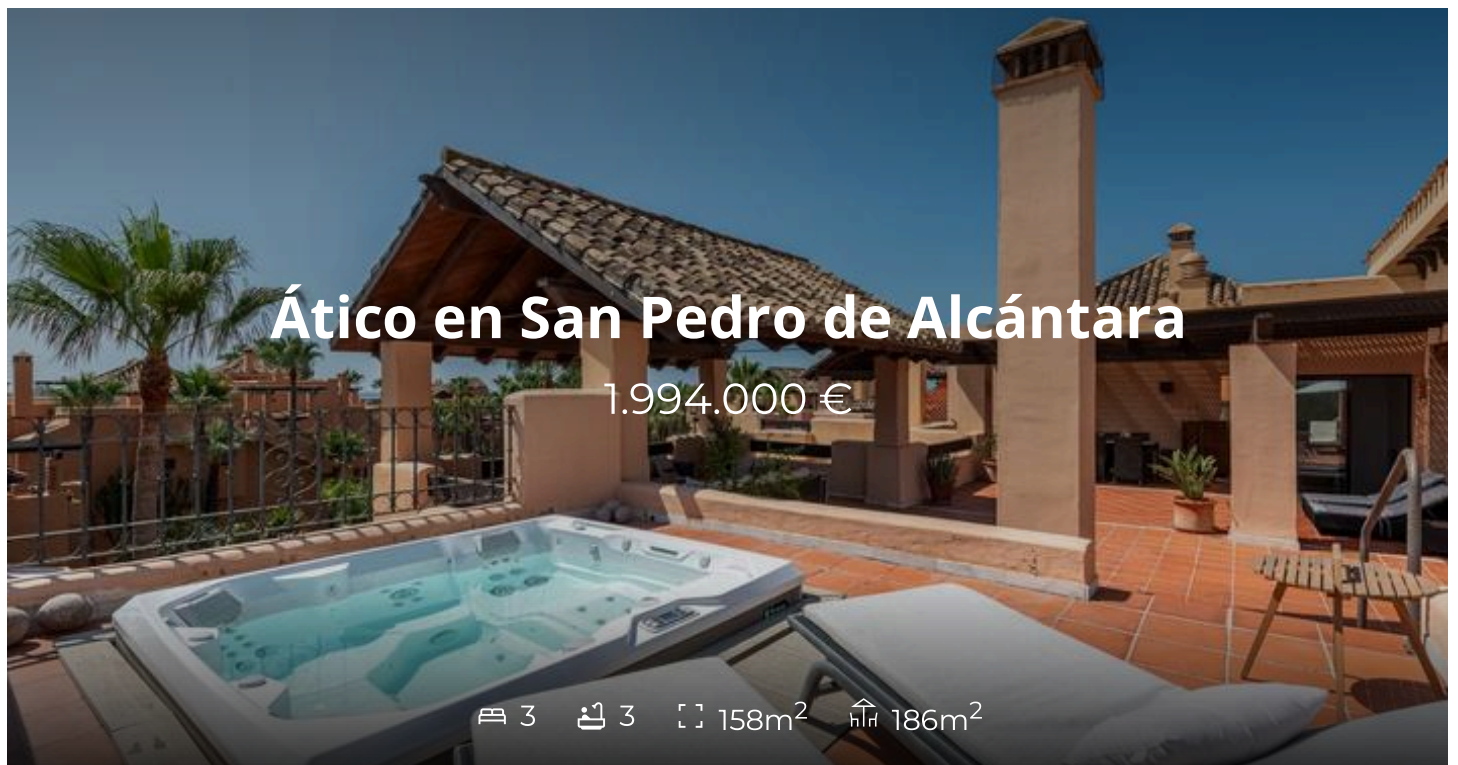 Ático en San Pedro de Alcántara
1.994.000 €
3 3 158m² 186m²